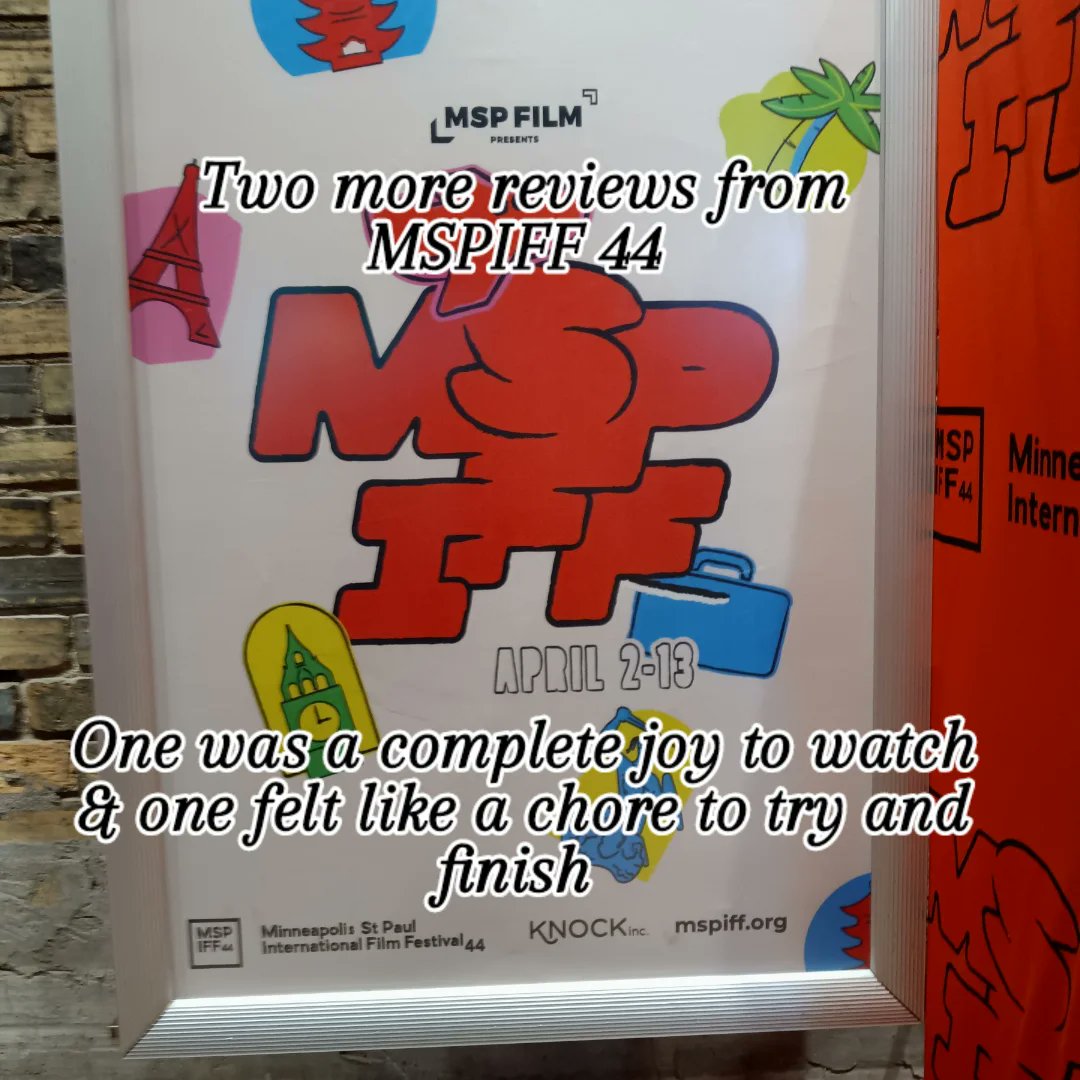 MSP FILM
PRESENTS
Two more reviews from
MSPIFF 44
MSP
IFF
APRIL 2-13
One was a complete joy to watch
& one felt like a chore to try and
finish
MSP
IFF44
Minneapolis St Paul
International Film Festival 44
KNOCK inc.
mspiff.org
MSP
IFF44
Minne
Intern